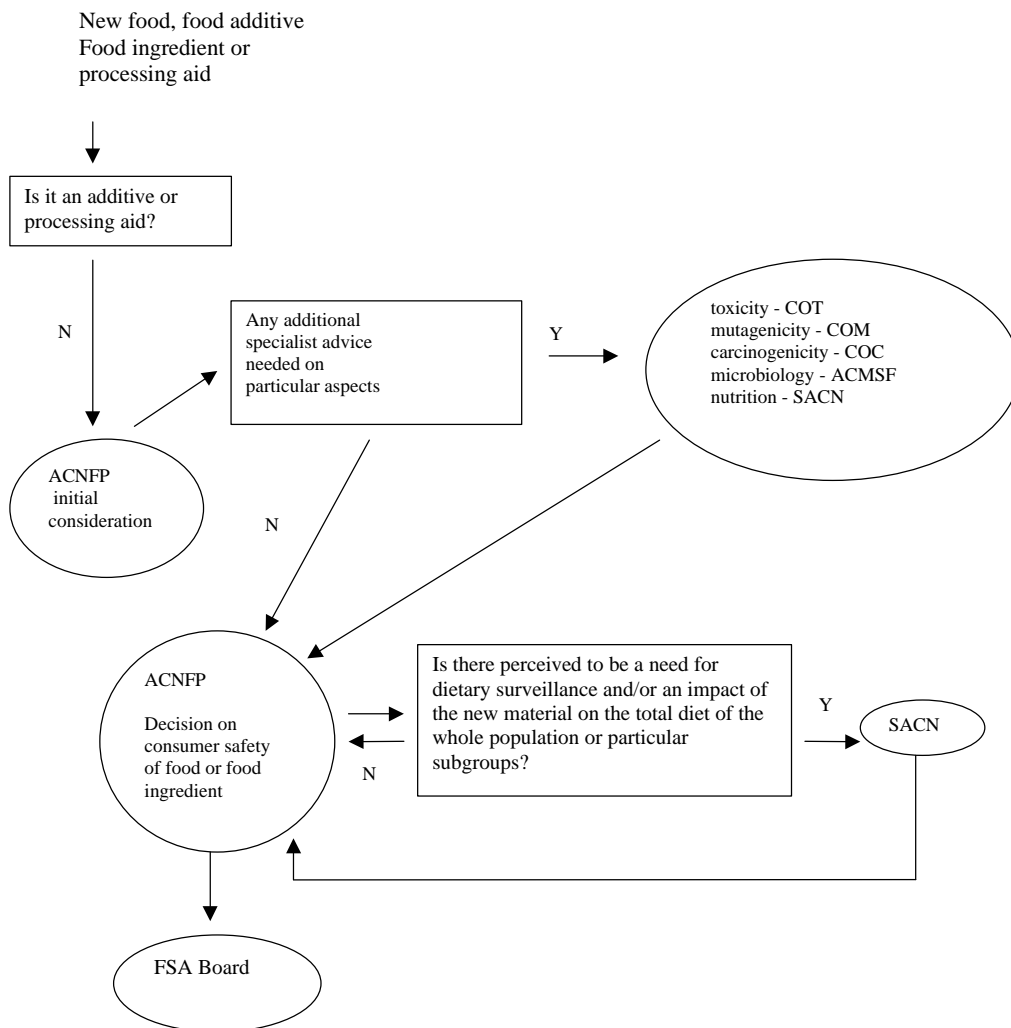 New food, food additive
Food ingredient or
processing aid
Is it an additive or
processing aid?
N
Any additional
specialist advice
needed on
particular aspects
Y
toxicity - COT
mutagenicity - COM
carcinogenicity - COC
microbiology - ACMSF
nutrition - SACN
ACNFP
initial
consideration
N
ACNFP
Decision on
consumer safety
of food or food
ingredient
N
Is there perceived to be a need for
dietary surveillance and/or an impact of
the new material on the total diet of the
whole population or particular
subgroups?
Y
SACN
FSA Board